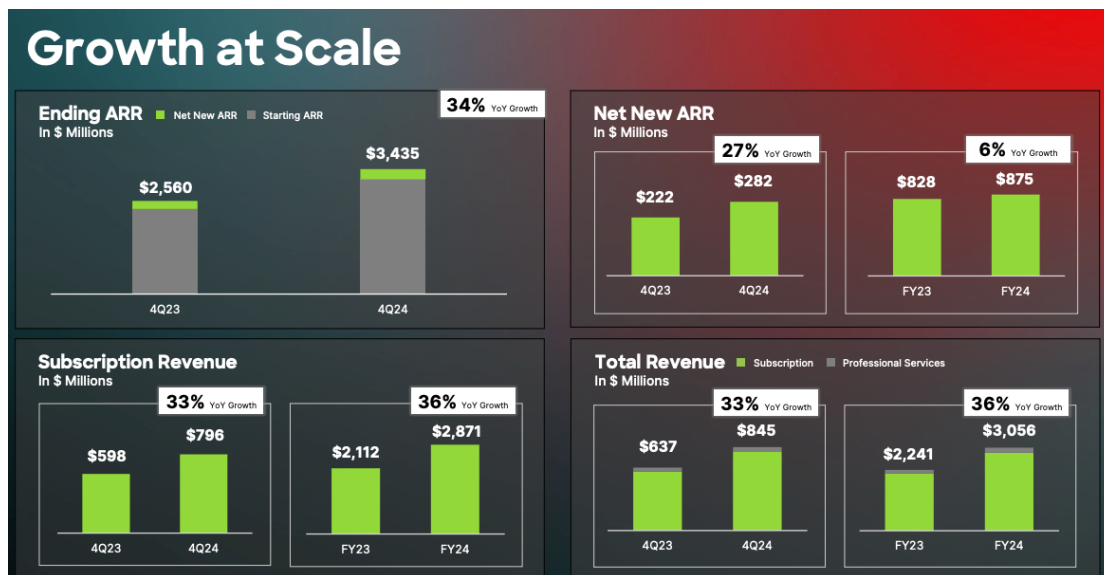 Growth at Scale
Ending ARR Net New ARR Starting ARR
In $ Millions
34% YoY Growth
$2,560
$3,435
4Q23 4Q24
Net New ARR
In $ Millions
27% YoY Growth
$222 $282
4Q23 4Q24
6% YoY Growth
$828 $875
FY23 FY24
Subscription Revenue
In $ Millions
33% YoY Growth
$598 $796
4Q23 4Q24
36% YoY Growth
$2,112 $2,871
FY23 FY24
Total Revenue Subscription Professional Services
In $ Millions
33% YoY Growth
$637 $845
4Q23 4Q24
36% YoY Growth
$2,241 $3,056
FY23 FY24